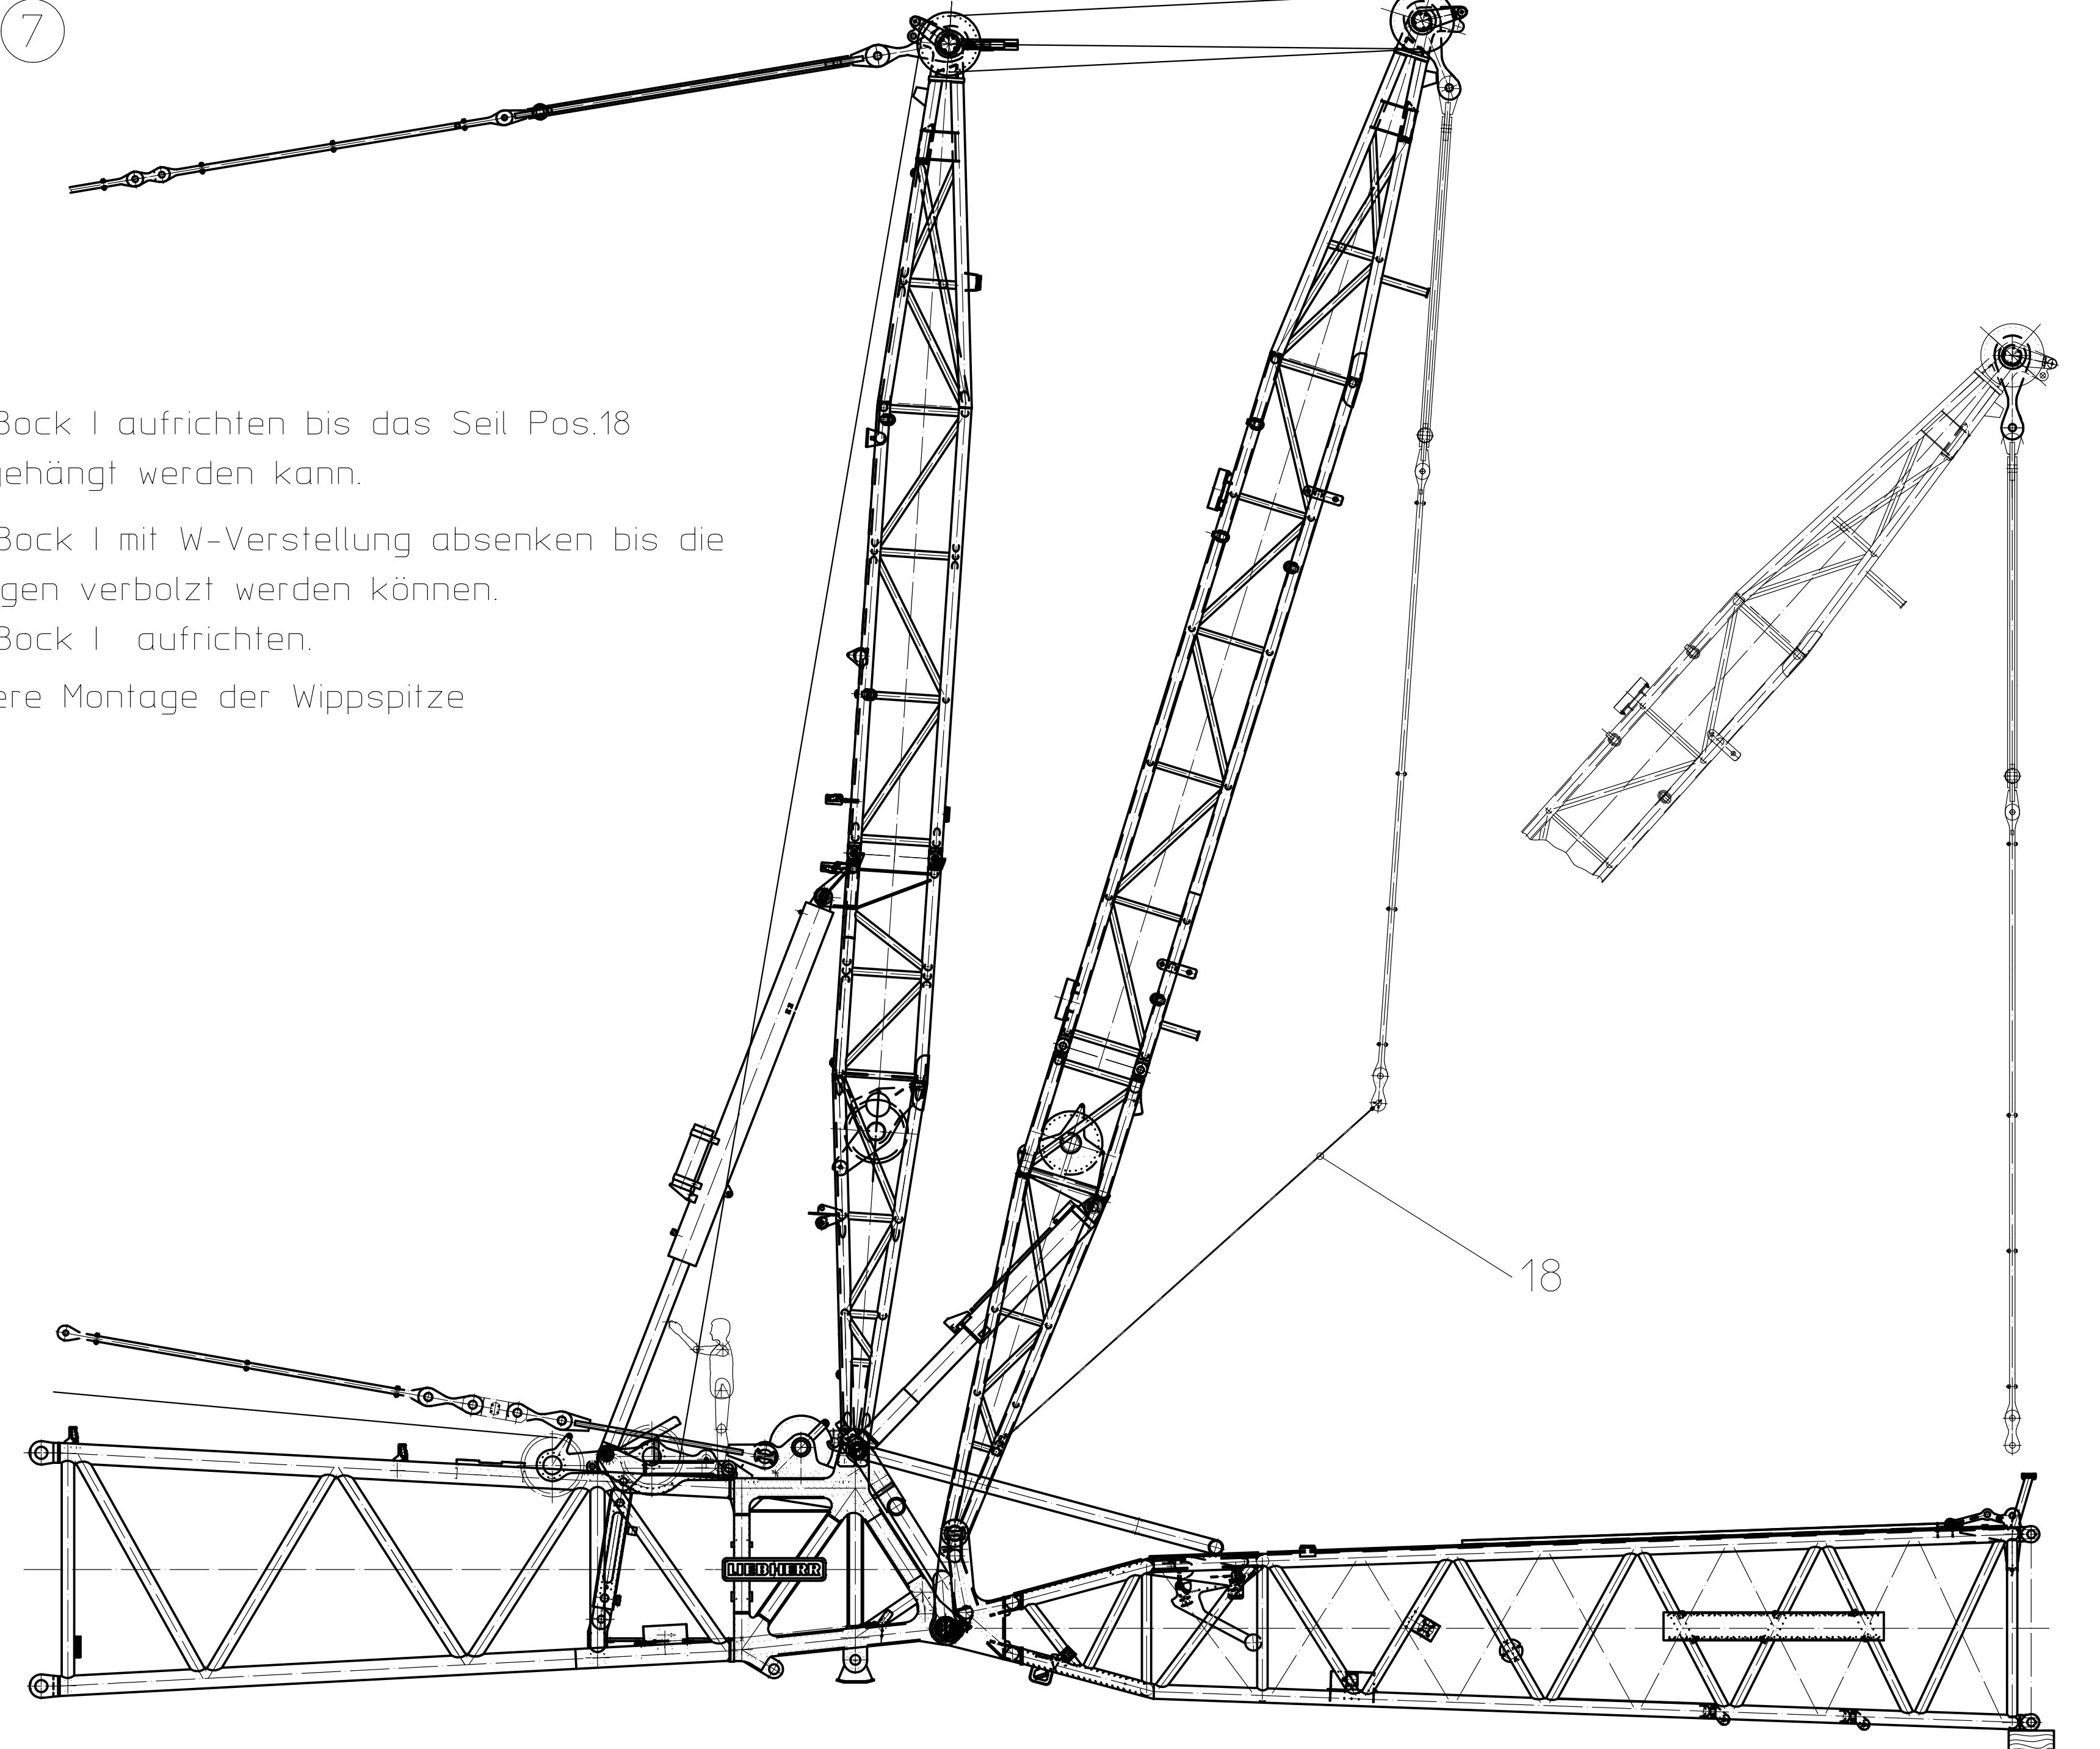 7
Bock I aufrichten bis das Seil Pos.18
gehängt werden kann.
Bock I mit W-Verstellung absenken bis die
gen verbolzt werden können.
Bock I aufrichten.
ere Montage der Wippspitze
18
LIEBHERR